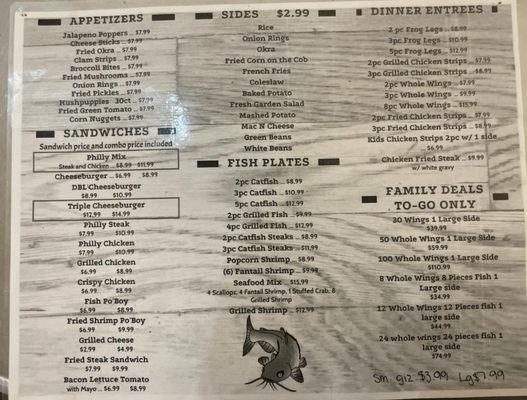 APPETIZERS
Jalapeno Poppers ... $7.99
Cheese Sticks ... $7.99
Fried Okra ... $7.99
Clam Strips ... $7.99
Broccoli Bites ... $7.99
Fried Mushrooms ... $7.99
Onion Rings ... $7.99
Fried Pickles ... $7.99
Hushpuppies 30ct ... $7.99
Fried Green Tomato ... $7.99
Corn Nuggets ... $7.99
SANDWICHES
Sandwich price and combo price included
Philly Mix
Steak and Chicken ... $8.99 $11.99
Cheeseburger ... $6.99 $8.99
DBL Cheeseburger
$8.99 $10.99
Triple Cheeseburger
$12.99 $14.99
Philly Steak
$7.99 $10.99
Philly Chicken
$7.99 $10.99
Grilled Chicken
$6.99 $8.99
Crispy Chicken
$6.99 $8.99
Fish Po'Boy
$6.99 $8.99
Fried Shrimp Po'Boy
$6.99 $9.99
Grilled Cheese
$2.99 $4.99
Fried Steak Sandwich
$7.99 $9.99
Bacon Lettuce Tomato
with Mayo ... $6.99 $8.99
SIDES $2.99
Rice
Onion Rings
Okra
Fried Corn on the Cob
French Fries
Coleslaw
Baked Potato
Fresh Garden Salad
Mashed Potato
Mac N Cheese
Green Beans
White Beans
FISH PLATES
2pc Catfish ... $8.99
3pc Catfish ... $10.99
5pc Catfish ... $12.99
2pc Grilled Fish ... $9.99
4pc Grilled Fish ... $12.99
2pc Catfish Steaks ... $8.99
3pc Catfish Steaks ... $11.99
Popcorn Shrimp ... $8.99
(6) Fantail Shrimp ... $9.99
Seafood Mix ... $15.99
4 Scallops, 4 Fantail Shrimp, 1 Stuffed Crab, 8
Grilled Shrimp
Grilled Shrimp ... $12.99
DINNER ENTREES
2 pc Frog Legs ... $8.99
3pc Frog Legs ... $10.99
5pc Frog Legs ... $12.99
2pc Grilled Chicken Strips ... $7.99
3pc Grilled Chicken Strips ... $8.99
2pc Whole Wings ... $7.99
3pc Whole Wings ... $9.99
8pc Whole Wings ... $15.99
2pc Fried Chicken Strips ... $7.99
3pc Fried Chicken Strips ... $8.99
Kids Chicken Strips 2pc w/ 1 side
... $6.99
Chicken Fried Steak ... $9.99
w/ white gravy
FAMILY DEALS
TO-GO ONLY
30 Wings 1 Large Side
$39.99
50 Whole Wings 1 Large Side
$59.99
100 Whole Wings 1 Large Side
$110.99
8 Whole Wings 8 Pieces Fish 1
Large side
$34.99
12 Whole Wings 12 Pieces fish 1
large side
$44.99
24 whole wings 24 pieces fish 1
large side
$74.99
Sm. giz $3.99 Lg $7.99